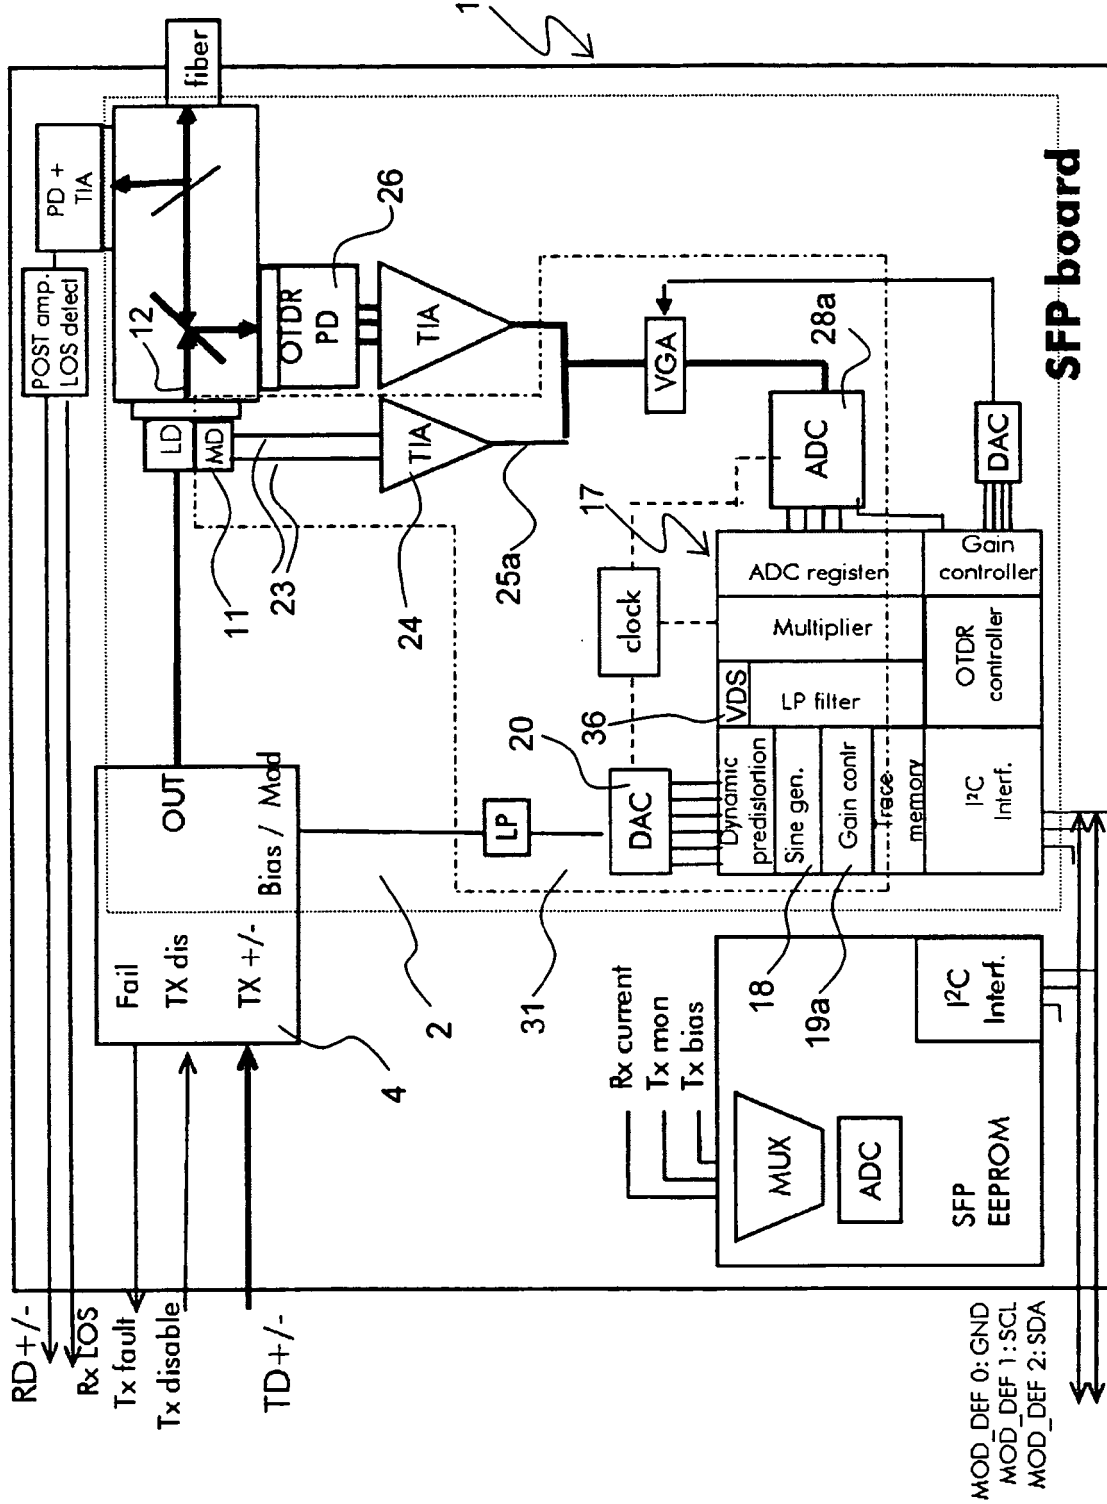 RD+/-
Rx LOS
Tx fault
Tx disable
TD+/-
MOD_DEF 0: GND
MOD_DEF 1: SCL
MOD_DEF 2: SDA
POST amp.
LOS detect
PD +
TIA
fiber
1
12
LD
MD
OTDR
PD
26
TIA
TIA
11
23
24
25a
Fail
TX dis
TX +/-
OUT
Bias / Mod
4
2
31
LP
VGA
ADC
28a
DAC
17
clock
20
DAC
36
VDS
ADC registen
Multiplier
LP filter
Dynamic
predistortion
Sine gen.
Gain contr
Trace
memory
Gain
controller
OTDR
controller
I²C
Interf.
18
19a
Rx current
Tx mon
Tx bias
MUX
ADC
SFP
EEPROM
I²C
Interf.
SFP board